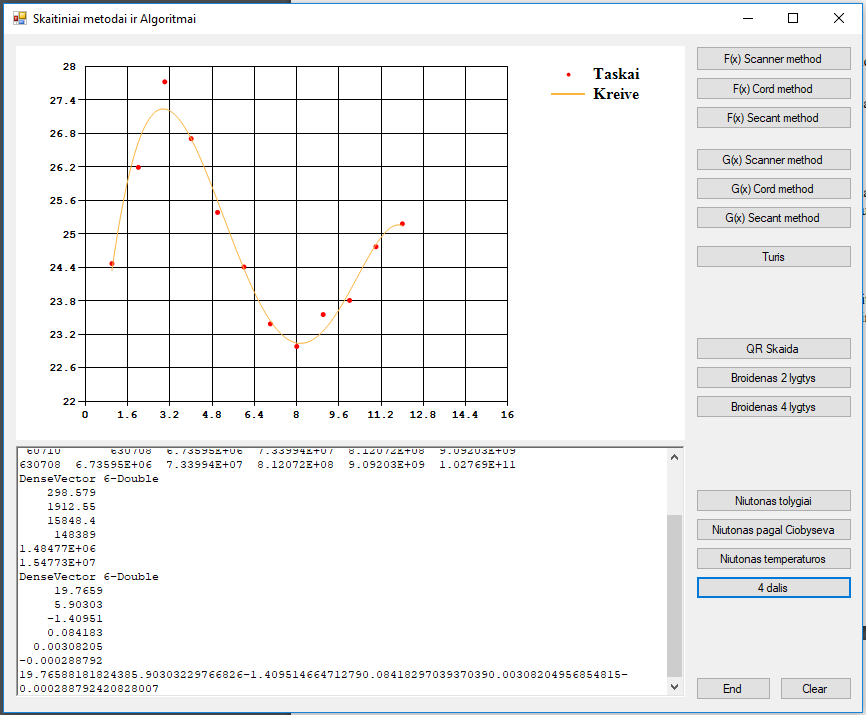 Skaitiniai metodai ir Algoritmai
28
27.4
26.8
26.2
25.6
25
24.4
23.8
23.2
22.6
22
0 1.6 3.2 4.8 6.4 8 9.6 11.2 12.8 14.4 16
Taskai
Kreive
F(x) Scanner method
F(x) Cord method
F(x) Secant method
G(x) Scanner method
G(x) Cord method
G(x) Secant method
Turis
QR Skaida
Broidenas 2 lygtys
Broidenas 4 lygtys
Niutonas tolygiai
Niutonas pagal Ciobyseva
Niutonas temperaturos
4 dalis
End
Clear
60710 630708 6.73595E+06 7.33994E+07 8.12072E+08 9.09203E+09
630708 6.73595E+06 7.33994E+07 8.12072E+08 9.09203E+09 1.02769E+11
DenseVector 6-Double
298.579
1912.55
15848.4
148389
1.48477E+06
1.54773E+07
DenseVector 6-Double
19.7659
5.90303
-1.40951
0.084183
0.00308205
-0.000288792
19.76588181824385.90303229766826-1.409514664712790.08418297039370390.00308204956854815-
0.000288792420828007